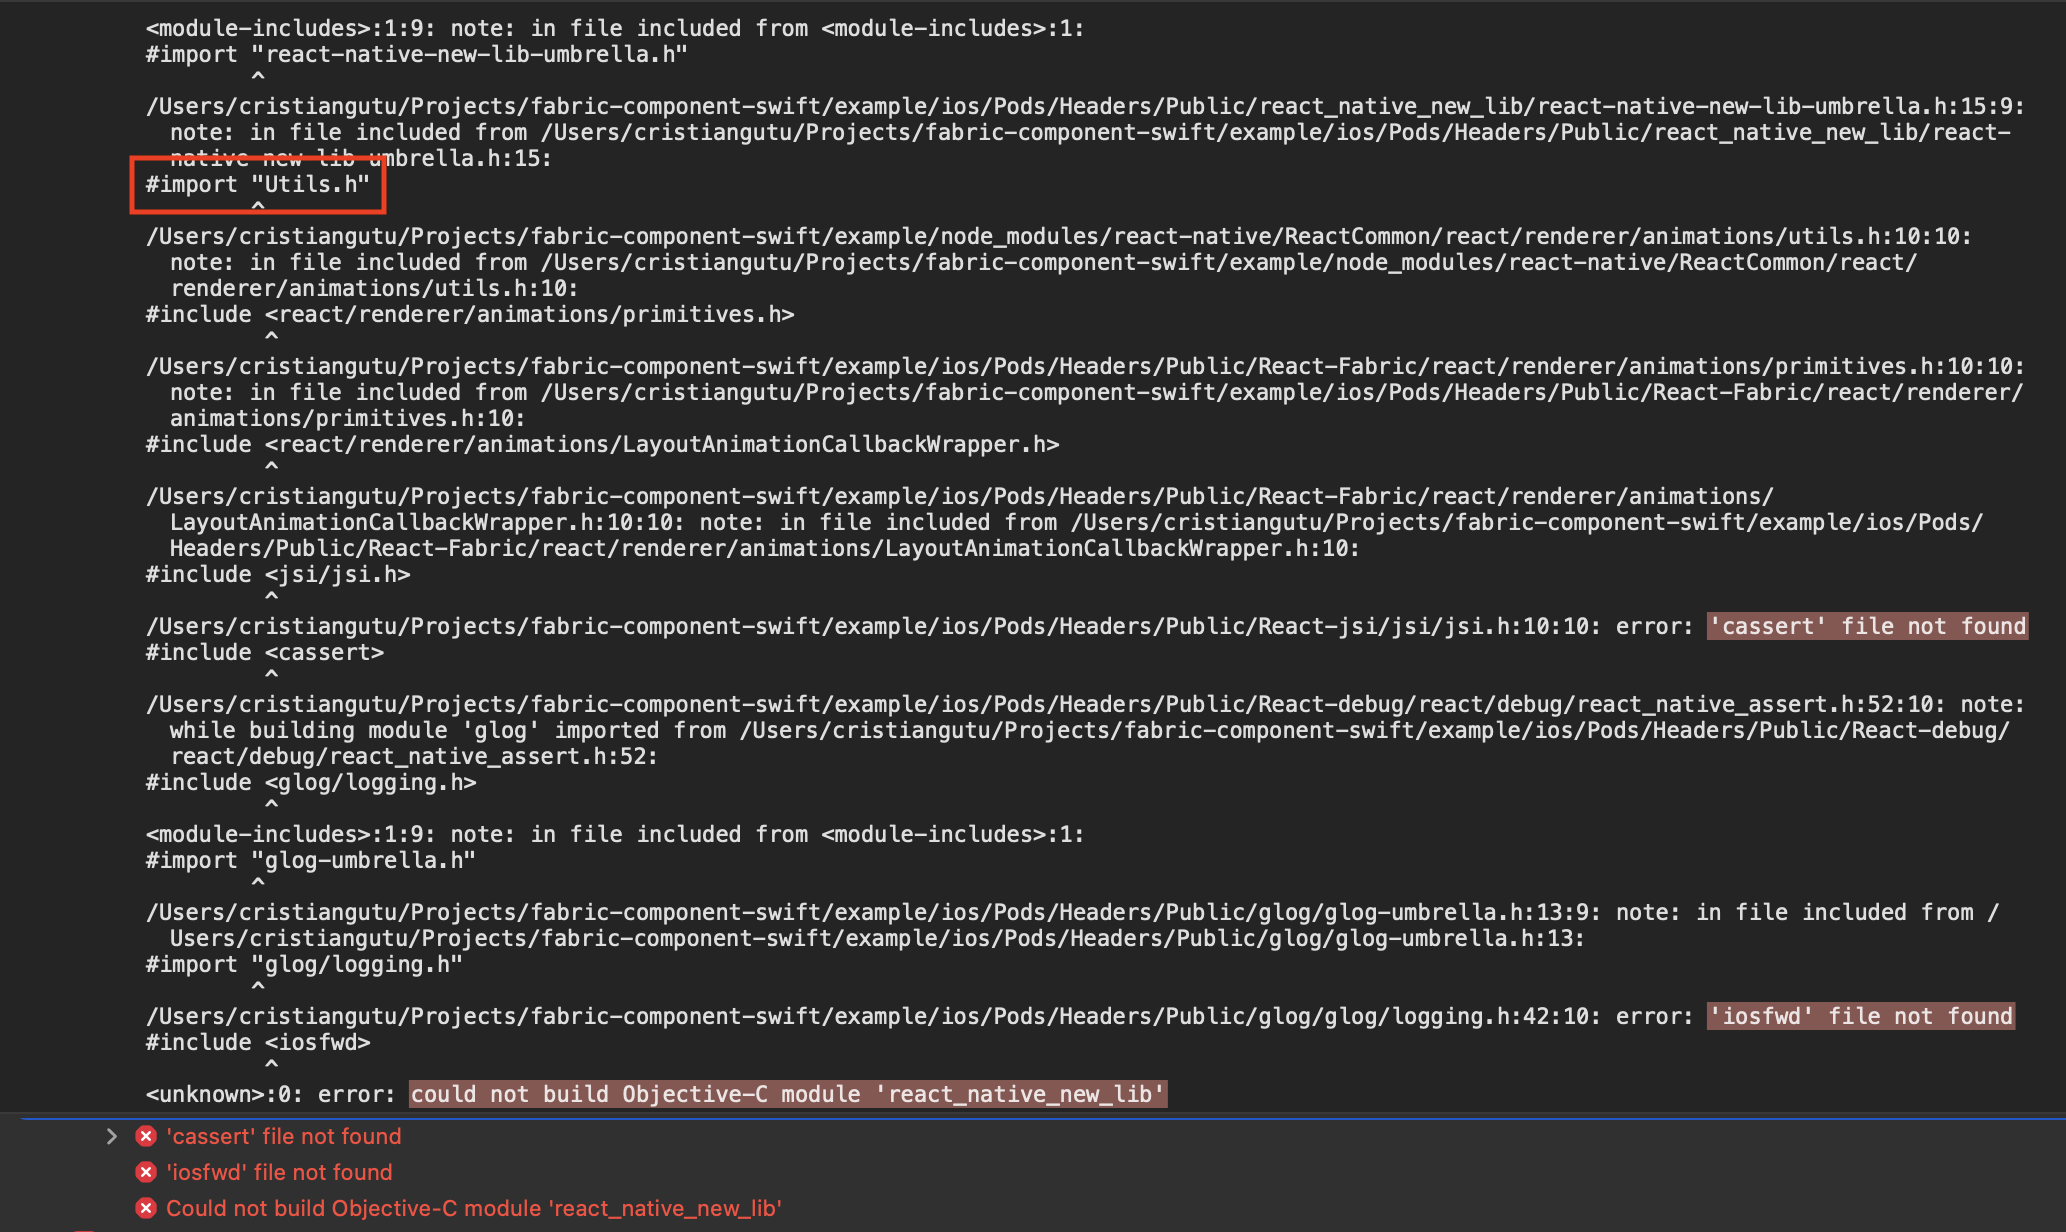 <module-includes>:1:9: note: in file included from <module-includes>:1:
#import "react-native-new-lib-umbrella.h"
^
/Users/cristiangutu/Projects/fabric-component-swift/example/ios/Pods/Headers/Public/react_native_new_lib/react-native-new-lib-umbrella.h:15:9:
note: in file included from /Users/cristiangutu/Projects/fabric-component-swift/example/ios/Pods/Headers/Public/react_native_new_lib/react-
native-new-lib-umbrella.h:15:
#import "Utils.h"
^
/Users/cristiangutu/Projects/fabric-component-swift/example/node_modules/react-native/ReactCommon/react/renderer/animations/utils.h:10:10:
note: in file included from /Users/cristiangutu/Projects/fabric-component-swift/example/node_modules/react-native/ReactCommon/react/
renderer/animations/utils.h:10:
#include <react/renderer/animations/primitives.h>
^
/Users/cristiangutu/Projects/fabric-component-swift/example/ios/Pods/Headers/Public/React-Fabric/react/renderer/animations/primitives.h:10:10:
note: in file included from /Users/cristiangutu/Projects/fabric-component-swift/example/ios/Pods/Headers/Public/React-Fabric/react/renderer/
animations/primitives.h:10:
#include <react/renderer/animations/LayoutAnimationCallbackWrapper.h>
^
/Users/cristiangutu/Projects/fabric-component-swift/example/ios/Pods/Headers/Public/React-Fabric/react/renderer/animations/
LayoutAnimationCallbackWrapper.h:10:10: note: in file included from /Users/cristiangutu/Projects/fabric-component-swift/example/ios/Pods/
Headers/Public/React-Fabric/react/renderer/animations/LayoutAnimationCallbackWrapper.h:10:
#include <jsi/jsi.h>
^
/Users/cristiangutu/Projects/fabric-component-swift/example/ios/Pods/Headers/Public/React-jsi/jsi/jsi.h:10:10: error: 'cassert' file not found
#include <cassert>
^
/Users/cristiangutu/Projects/fabric-component-swift/example/ios/Pods/Headers/Public/React-debug/react/debug/react_native_assert.h:52:10: note:
while building module 'glog' imported from /Users/cristiangutu/Projects/fabric-component-swift/example/ios/Pods/Headers/Public/React-debug/
react/debug/react_native_assert.h:52:
#include <glog/logging.h>
^
<module-includes>:1:9: note: in file included from <module-includes>:1:
#import "glog-umbrella.h"
^
/Users/cristiangutu/Projects/fabric-component-swift/example/ios/Pods/Headers/Public/glog/glog-umbrella.h:13:9: note: in file included from /
Users/cristiangutu/Projects/fabric-component-swift/example/ios/Pods/Headers/Public/glog/glog-umbrella.h:13:
#import "glog/logging.h"
^
/Users/cristiangutu/Projects/fabric-component-swift/example/ios/Pods/Headers/Public/glog/glog/logging.h:42:10: error: 'iosfwd' file not found
#include <iosfwd>
^
<unknown>:0: error: could not build Objective-C module 'react_native_new_lib'
'cassert' file not found
'iosfwd' file not found
Could not build Objective-C module 'react_native_new_lib'